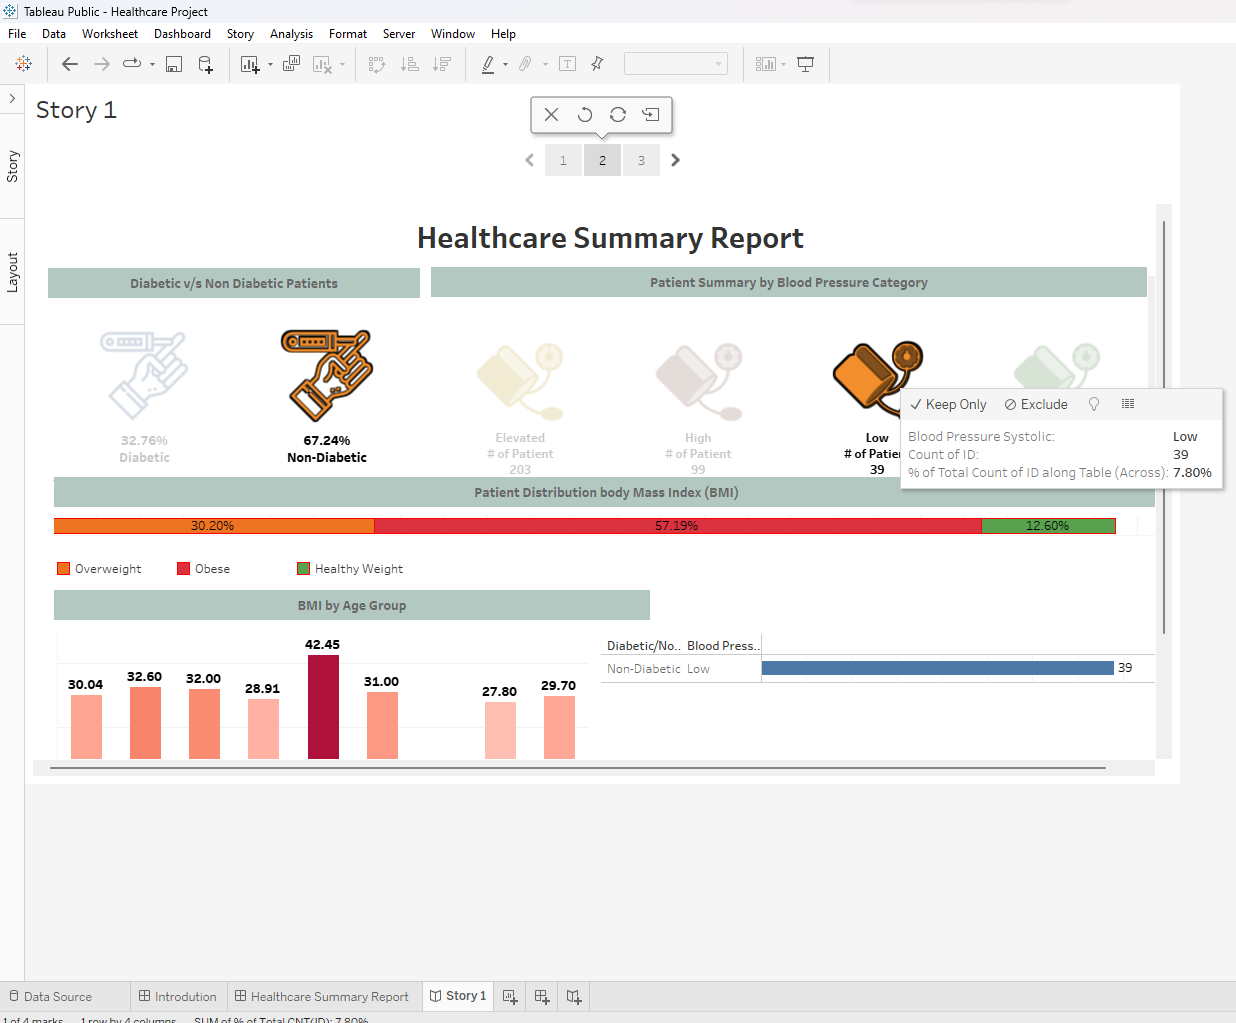 Tableau Public - Healthcare Project
File Data Worksheet Dashboard Story Analysis Format Server Window Help
Story 1
Story
Layout
1 2 3
Healthcare Summary Report
Diabetic v/s Non Diabetic Patients
Patient Summary by Blood Pressure Category
32.76%
Diabetic
67.24%
Non-Diabetic
Elevated
# of Patient
203
High
# of Patient
99
Low
# of Patie
39
Keep Only Exclude
Blood Pressure Systolic: Low
Count of ID: 39
% of Total Count of ID along Table (Across): 7.80%
Patient Distribution body Mass Index (BMI)
30.20% 57.19% 12.60%
Overweight Obese Healthy Weight
BMI by Age Group
30.04 32.60 32.00 28.91 42.45 31.00 27.80 29.70
Diabetic/No.. Blood Press..
Non-Diabetic Low 39
Data Source Introdution Healthcare Summary Report Story 1
1 of 4 marks 1 row by 4 columns SUM of % of Total CNT(ID): 7.80%